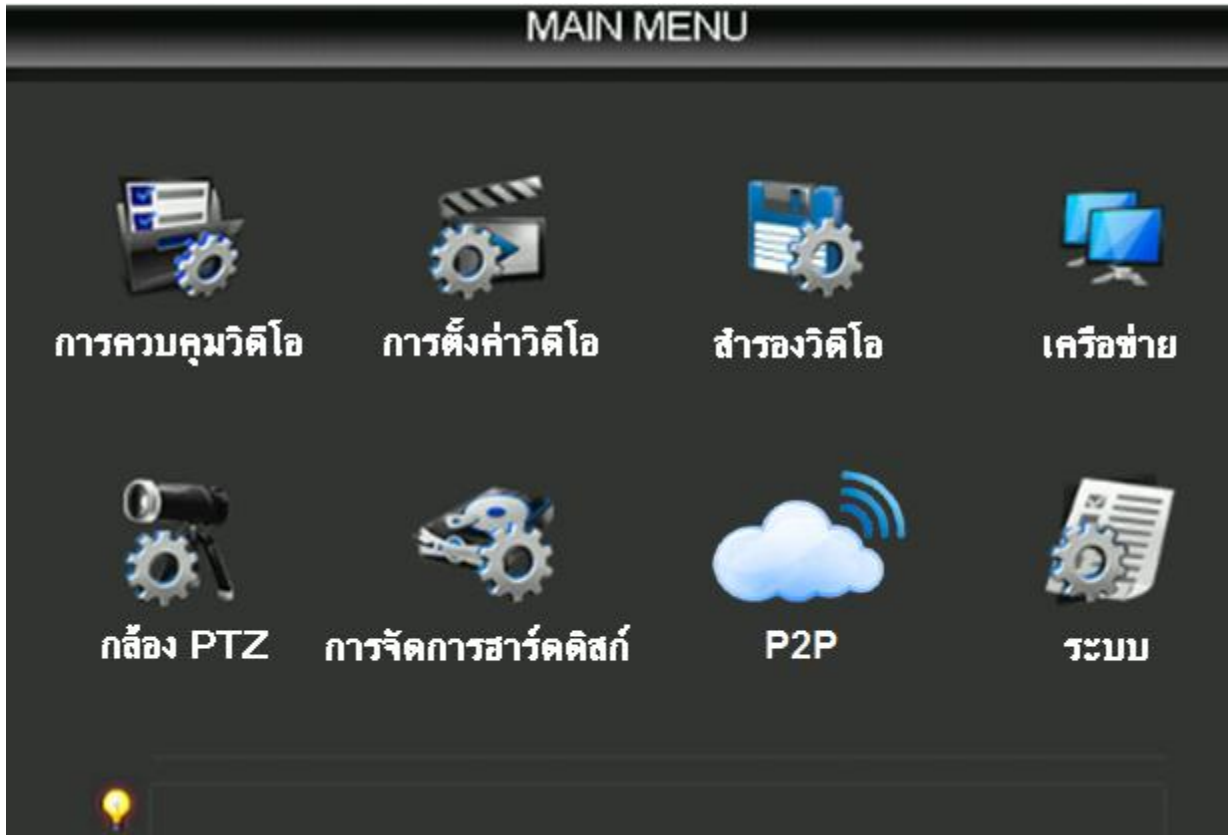 MAIN MENU
การควบคุมวิดีโอ การตั้งค่าวิดีโอ สำรองวิดีโอ เครือข่าย
กล้อง PTZ การจัดการฮาร์ดดิสก์ P2P ระบบ